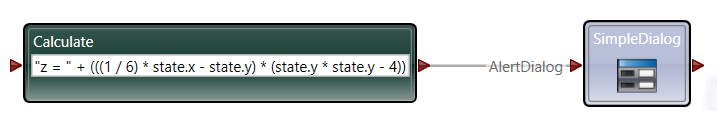 Calculate
"z = " + (((1 / 6) * state.x - state.y) * (state.y * state.y - 4))
AlertDialog
SimpleDialog